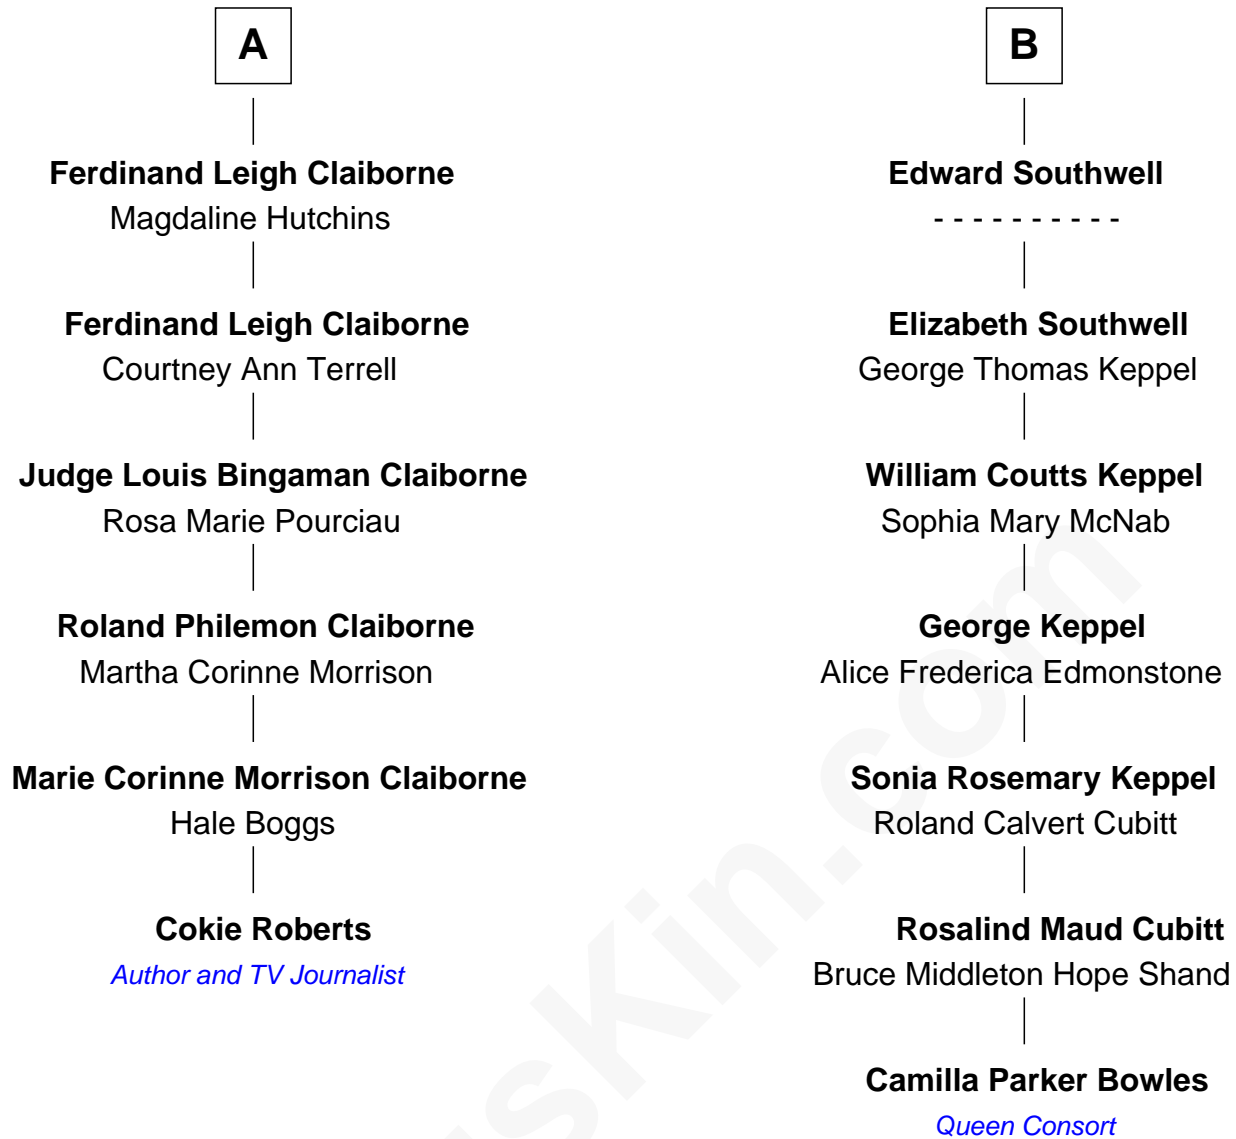 A
Ferdinand Leigh Claiborne
Magdaline Hutchins
Ferdinand Leigh Claiborne
Courtney Ann Terrell
Judge Louis Bingaman Claiborne
Rosa Marie Pourciau
Roland Philemon Claiborne
Martha Corinne Morrison
Marie Corinne Morrison Claiborne
Hale Boggs
Cokie Roberts
Author and TV Journalist
B
Edward Southwell
- - - - - - - - - -
Elizabeth Southwell
George Thomas Keppel
William Coutts Keppel
Sophia Mary McNab
George Keppel
Alice Frederica Edmonstone
Sonia Rosemary Keppel
Roland Calvert Cubitt
Rosalind Maud Cubitt
Bruce Middleton Hope Shand
Camilla Parker Bowles
Queen Consort